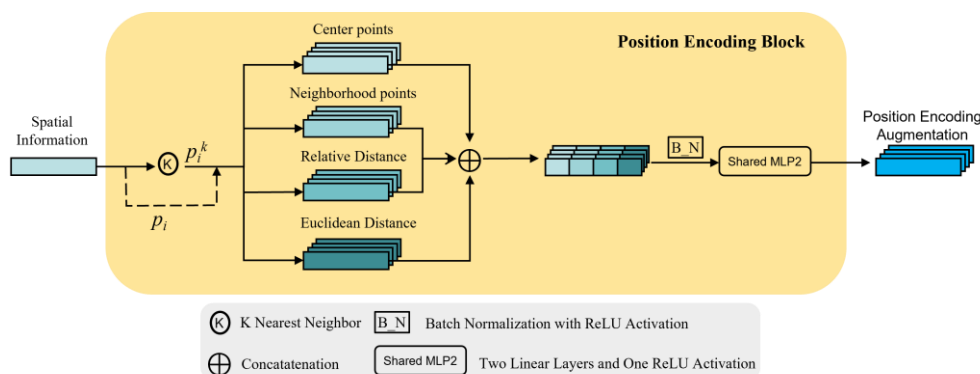 Position Encoding Block
Center points
Neighborhood points
Relative Distance
Euclidean Distance
Spatial
Information
K
p_i^k
p_i
B_N
Shared MLP2
Position Encoding
Augmentation
K K Nearest Neighbor
B_N Batch Normalization with ReLU Activation
Concatatenation
Shared MLP2 Two Linear Layers and One ReLU Activation